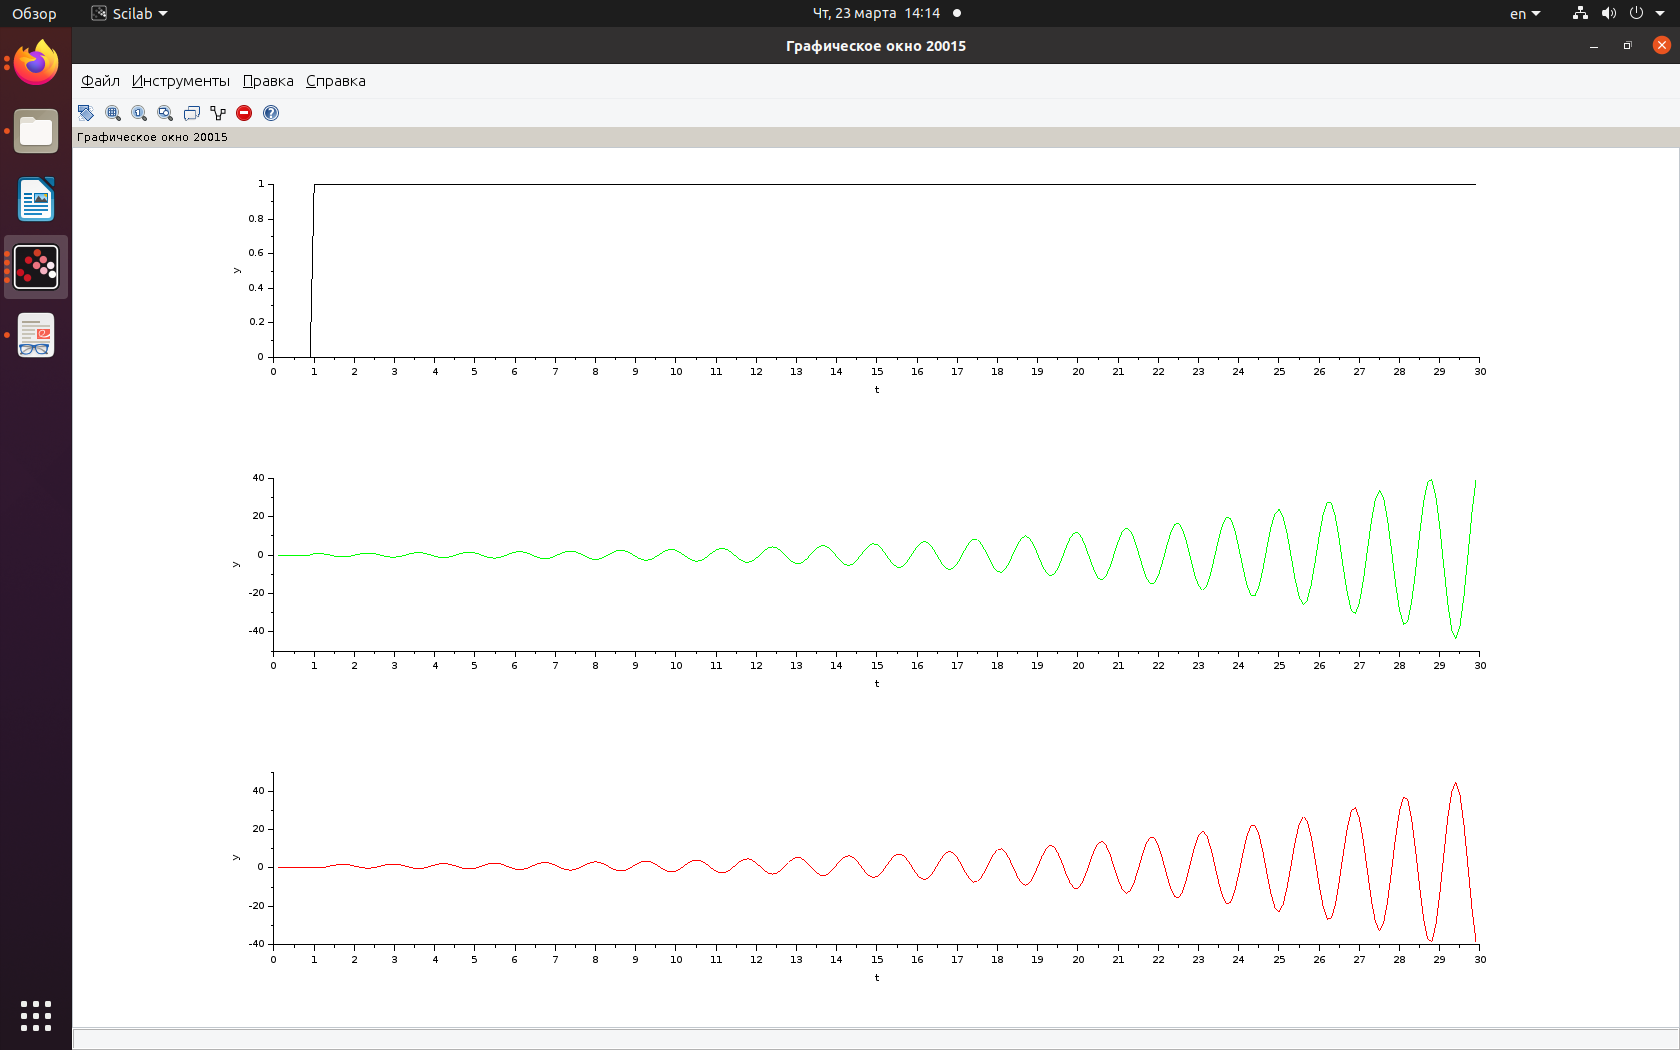 Обзор Scilab Чт, 23 марта 14:14 en
Графическое окно 20015
Файл Инструменты Правка Справка
Графическое окно 20015
1
0.8
0.6
y
0.4
0.2
0
0 1 2 3 4 5 6 7 8 9 10 11 12 13 15 15 16 17 18 19 20 21 22 23 24 25 26 27 28 29 30
t
40
20
0
y
-20
-40
0 1 2 3 4 5 6 7 8 9 10 11 12 13 14 15 16 17 18 19 20 21 22 23 24 25 26 27 28 29 30
t
40
20
y
0
-20
-40
0 1 2 3 4 5 6 7 8 9 10 11 12 13 14 15 16 17 18 19 20 21 22 23 24 25 26 27 28 29 30
t